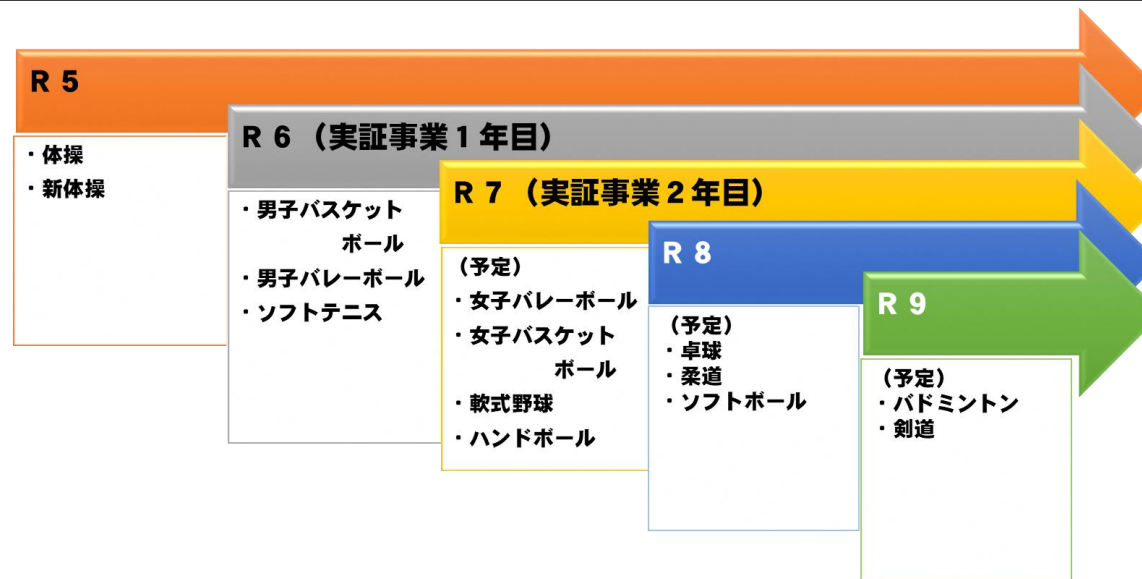 R5
・体操
・新体操
R6（実証事業1年目）
・男子バスケット
ボール
・男子バレーボール
・ソフトテニス
R7（実証事業2年目）
（予定）
・女子バレーボール
・女子バスケット
ボール
・軟式野球
・ハンドボール
R8
（予定）
・卓球
・柔道
・ソフトボール
R9
（予定）
・バドミントン
・剣道